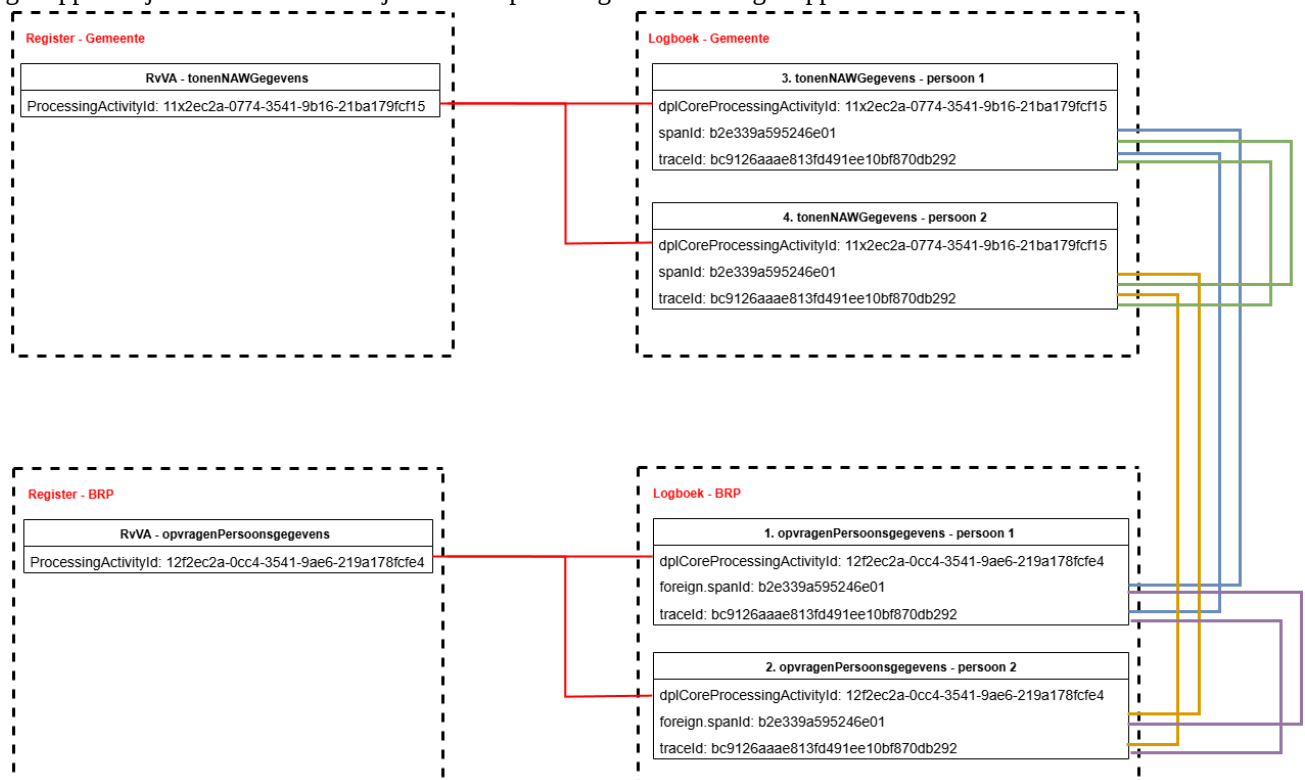 Register - Gemeente
RvVA - tonenNAWGegevens
ProcessingActivityId: 11x2ec2a-0774-3541-9b16-21ba179fcf15
Logboek - Gemeente
3. tonenNAWGegevens - persoon 1
dplCoreProcessingActivityId: 11x2ec2a-0774-3541-9b16-21ba179fcf15
spanId: b2e339a595246e01
traceId: bc9126aaae813fd491ee10bf870db292
4. tonenNAWGegevens - persoon 2
dplCoreProcessingActivityId: 11x2ec2a-0774-3541-9b16-21ba179fcf15
spanId: b2e339a595246e01
traceId: bc9126aaae813fd491ee10bf870db292
Register - BRP
RvVA - opvragenPersoonsgegevens
ProcessingActivityId: 12f2ec2a-0cc4-3541-9ae6-219a178fcfe4
Logboek - BRP
1. opvragenPersoonsgegevens - persoon 1
dplCoreProcessingActivityId: 12f2ec2a-0cc4-3541-9ae6-219a178fcfe4
foreign.spanId: b2e339a595246e01
traceId: bc9126aaae813fd491ee10bf870db292
2. opvragenPersoonsgegevens - persoon 2
dplCoreProcessingActivityId: 12f2ec2a-0cc4-3541-9ae6-219a178fcfe4
foreign.spanId: b2e339a595246e01
traceId: bc9126aaae813fd491ee10bf870db292